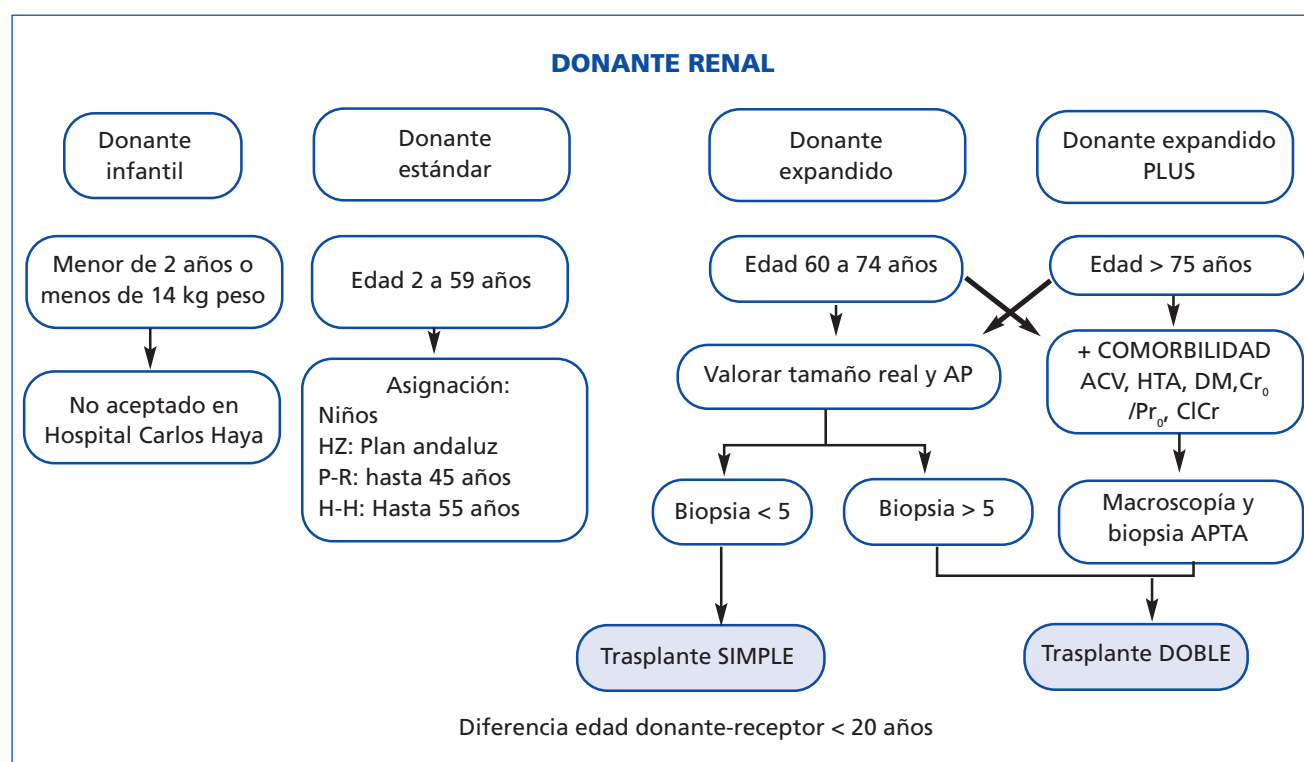 DONANTE RENAL
Donante
infantil
Donante
estándar
Donante
expandido
Donante expandido
PLUS
Menor de 2 años o
menos de 14 kg peso
Edad 2 a 59 años
Edad 60 a 74 años
Edad > 75 años
No aceptado en
Hospital Carlos Haya
Asignación:
Niños
HZ: Plan andaluz
P-R: hasta 45 años
H-H: Hasta 55 años
Valorar tamaño real y AP
+ COMORBILIDAD
ACV, HTA, DM,Cr₀
/Pr₀, ClCr
Biopsia < 5
Biopsia > 5
Macroscopía y
biopsia APTA
Trasplante SIMPLE
Trasplante DOBLE
Diferencia edad donante-receptor < 20 años